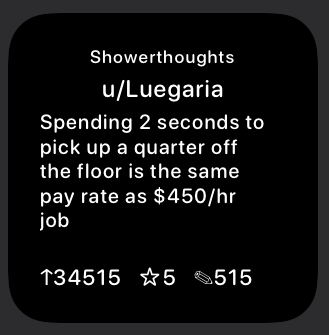 Showerthoughts
u/Luegaria
Spending 2 seconds to
pick up a quarter off
the floor is the same
pay rate as $450/hr
job
↑34515 ☆5 ✎515